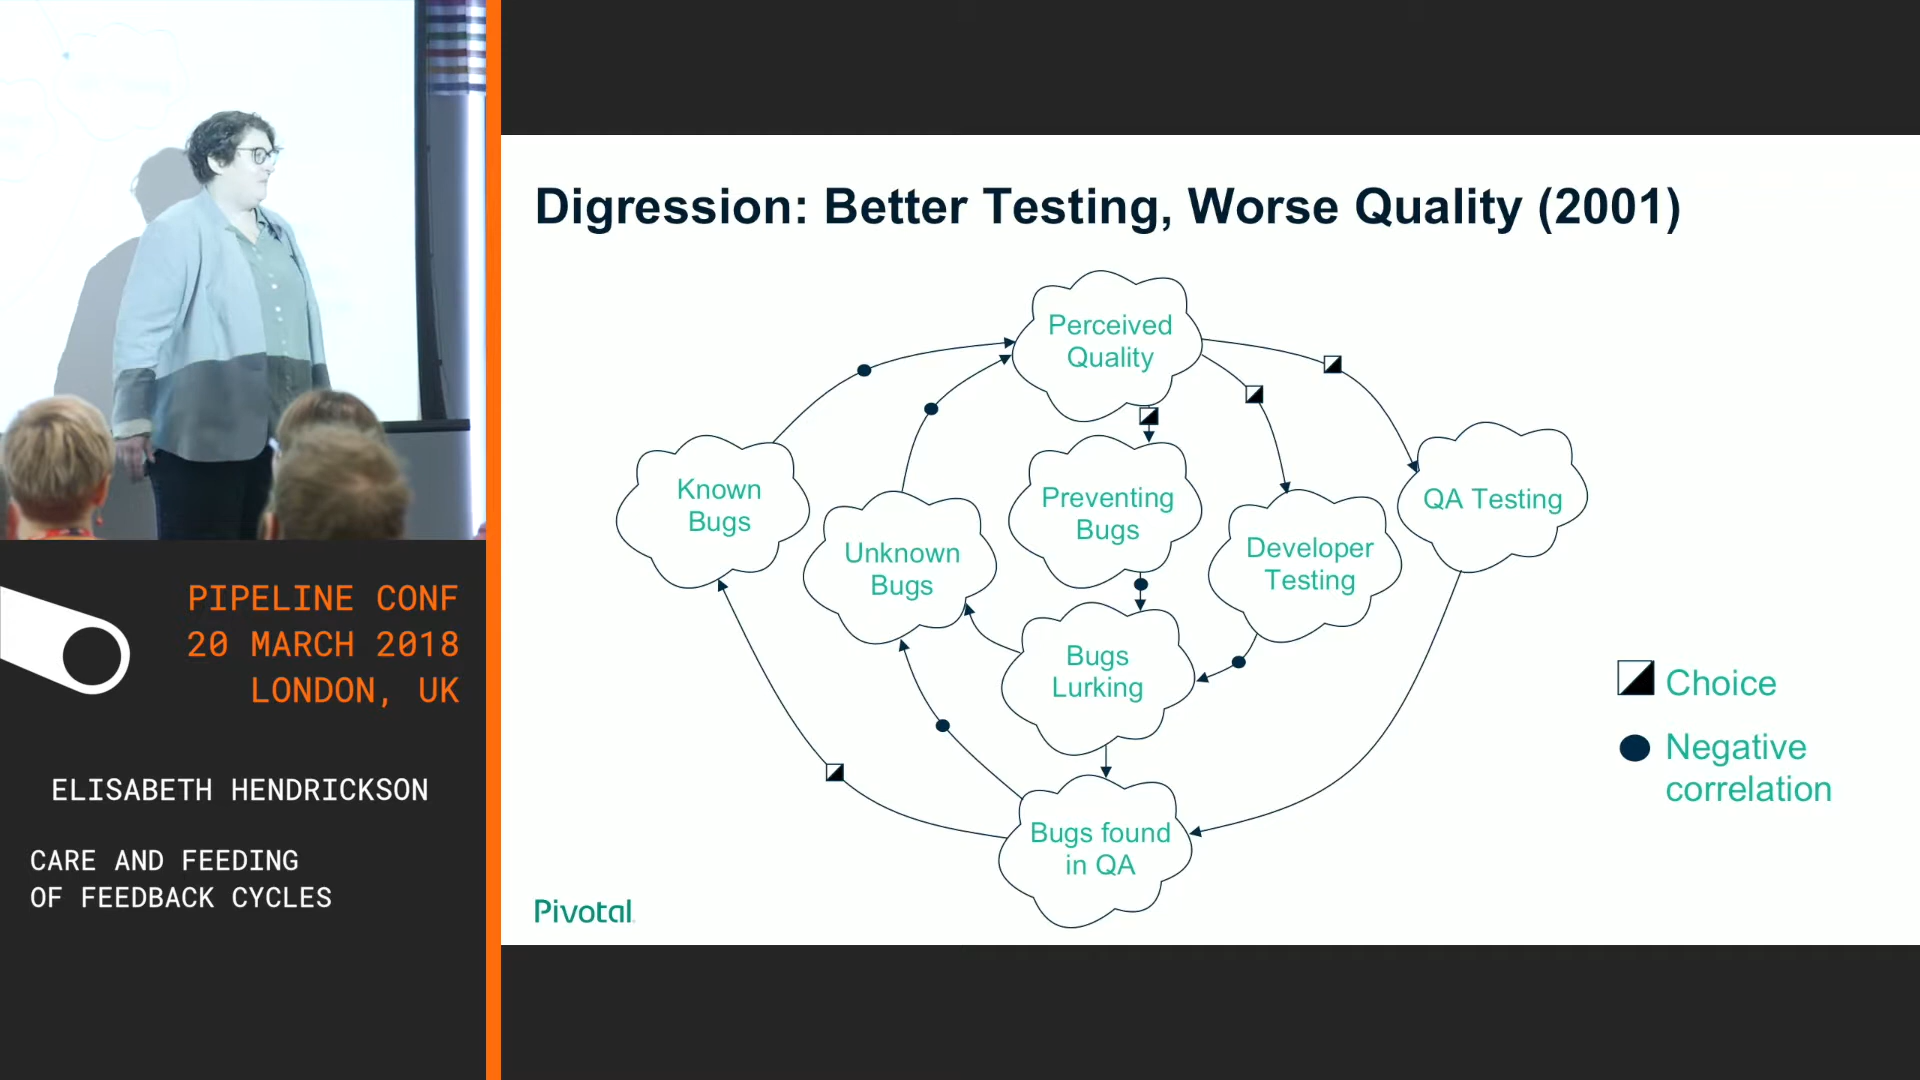 PIPELINE CONF
20 MARCH 2018
LONDON, UK
ELISABETH HENDRICKSON
CARE AND FEEDING
OF FEEDBACK CYCLES
Digression: Better Testing, Worse Quality (2001)
Perceived
Quality
Known
Bugs
Unknown
Bugs
Preventing
Bugs
Developer
Testing
QA Testing
Bugs
Lurking
Bugs found
in QA
Choice
Negative
correlation
Pivotal